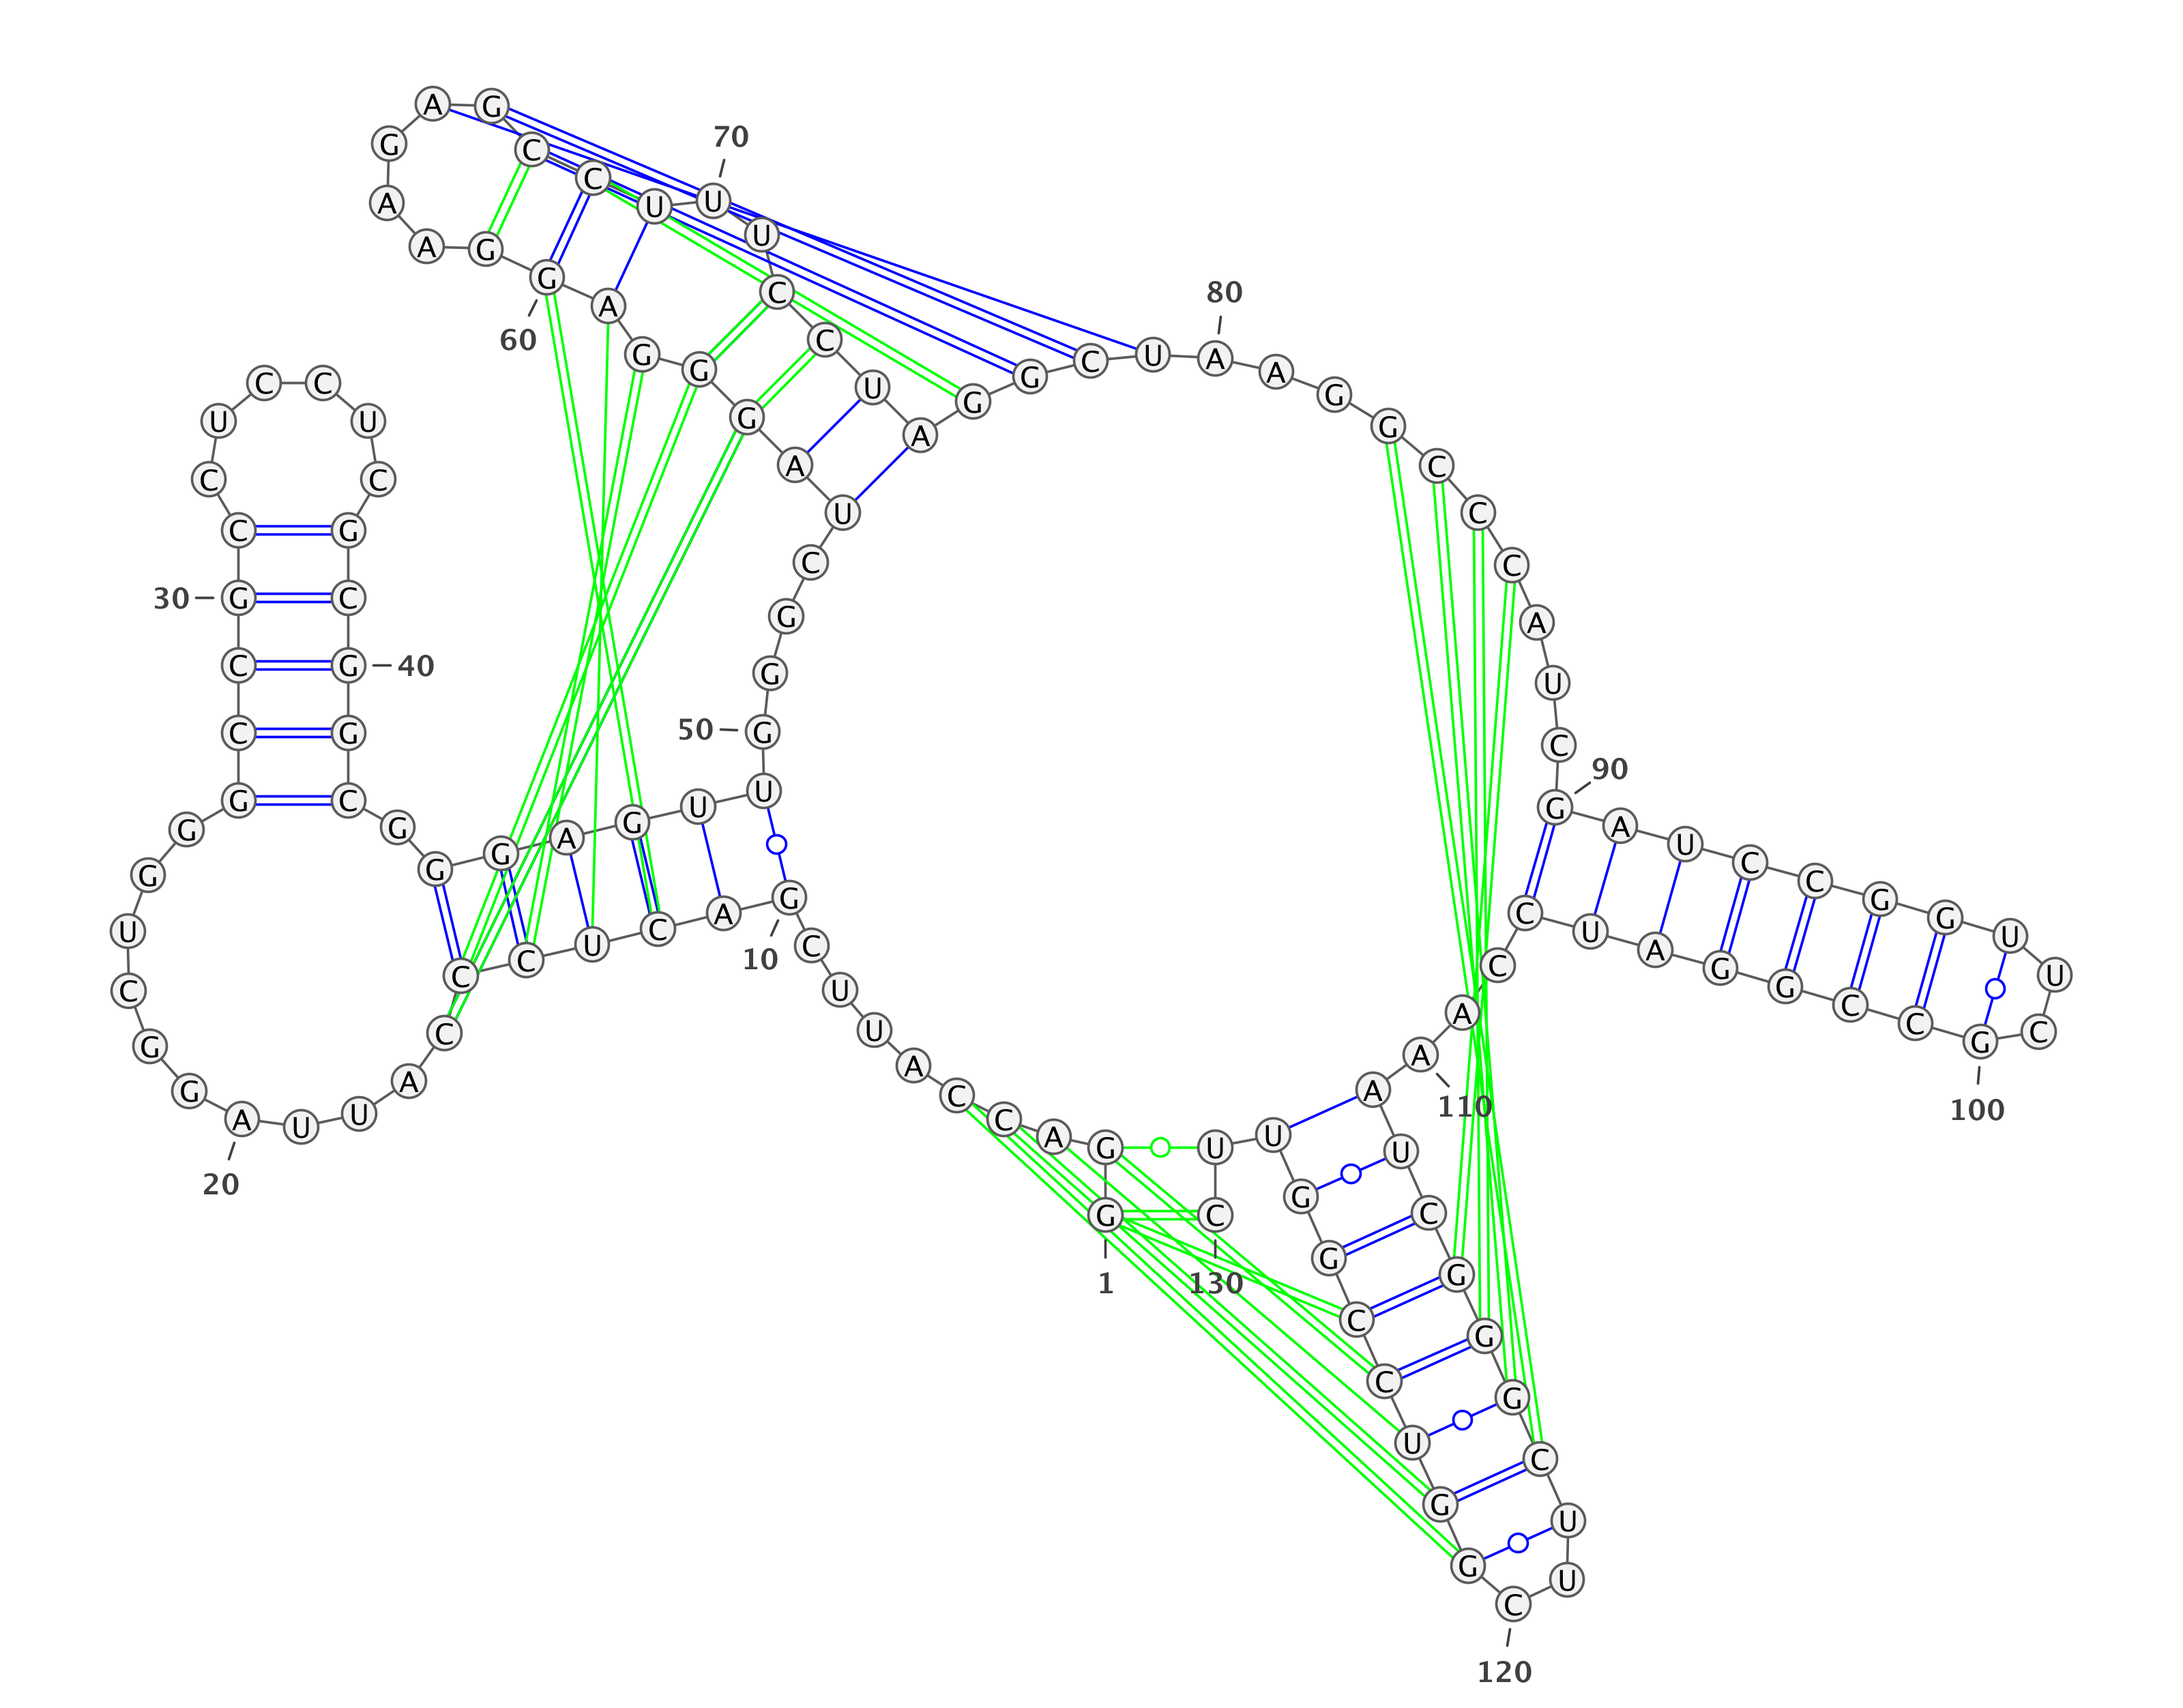 A G
70
G C
C
A U U
U
A G
G
C 80
A
60 C
G G G C U A A
C C U G G
U U G G A
C C A C
U C
C G C C
30 G C G A
C G 40 G U
C G 50 G C
90
G C U U G
G G G A
A U
G C
G G C
G G
A C G
U C U U
U C A
C 10 C G
C U
C U G
A C
C U C C
G A G
A A
G C A
U A C 110 100
U A U
G U U
20 G
G C C
G
1 130 G
C G
C G
U C
G U
G U
C
120